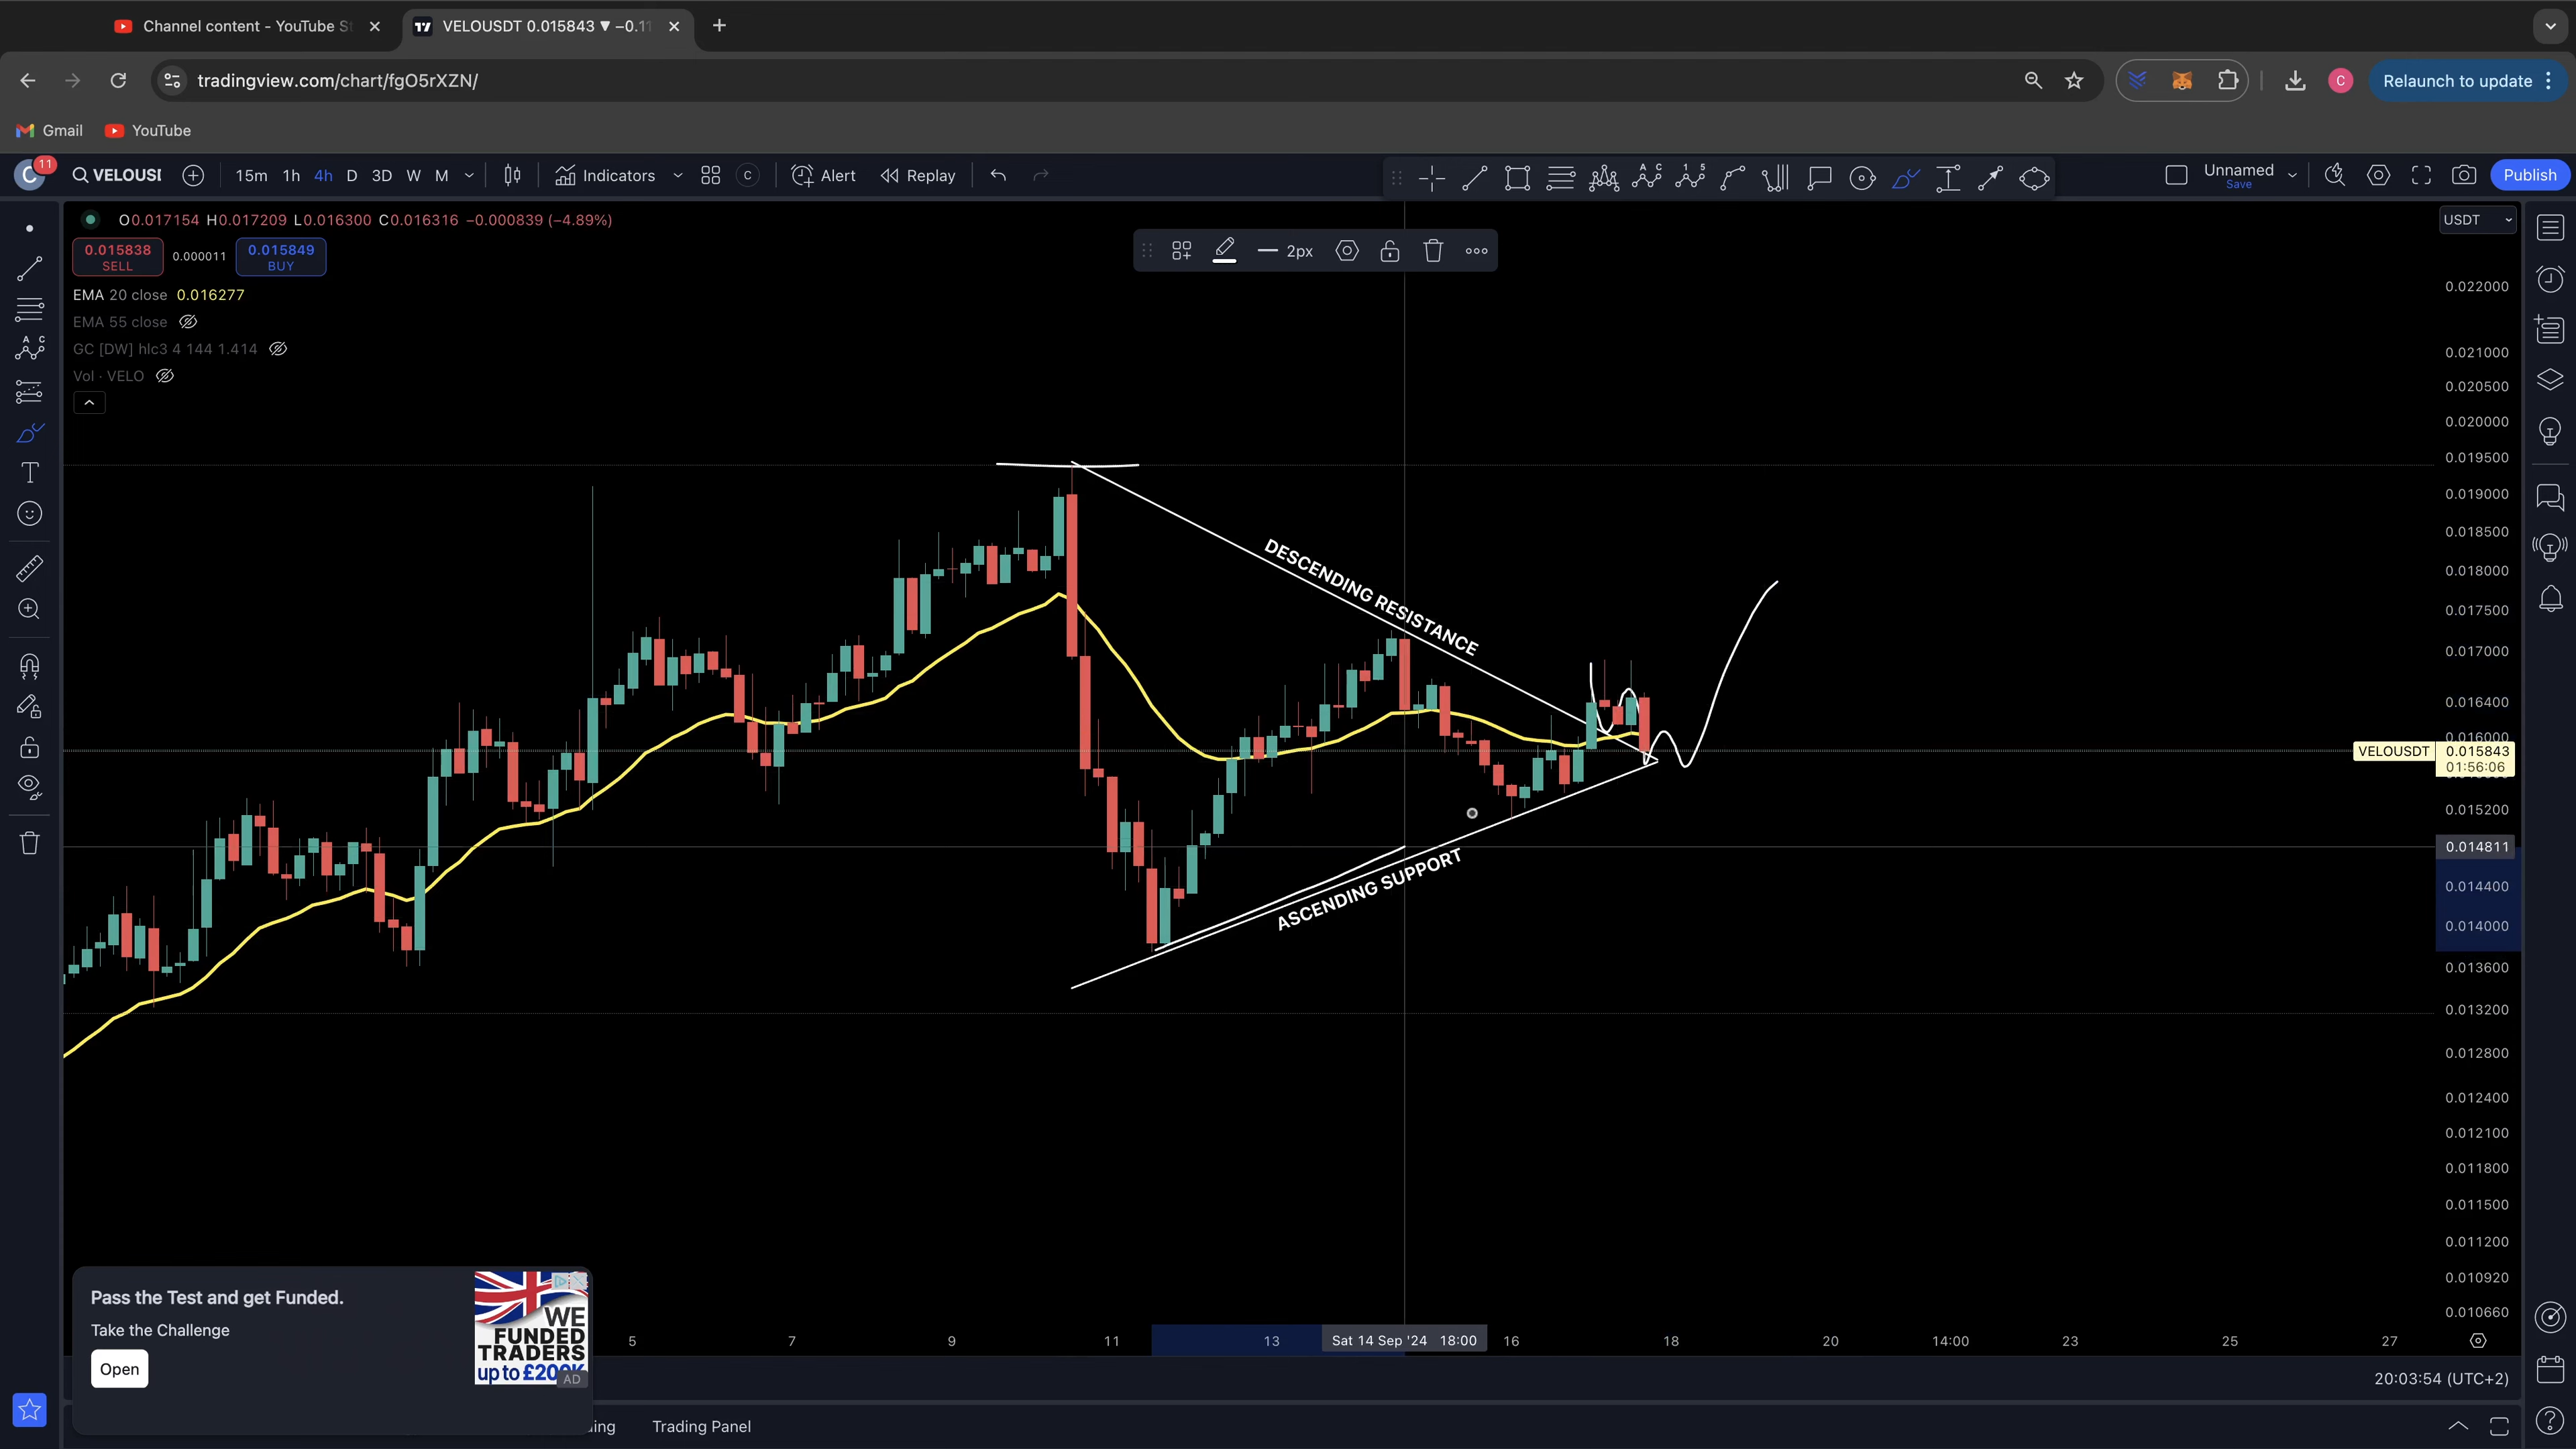 Channel content - YouTube St
VELOUSDT 0.015843 ▼ −0.11
tradingview.com/chart/fgO5rXZN/
C
Relaunch to update
Gmail
YouTube
C
11
VELOUSI
15m 1h 4h D 3D W M
Indicators
C
Alert
Replay
Unnamed
Save
Publish
O0.017154 H0.017209 L0.016300 C0.016316 −0.000839 (−4.89%)
USDT
0.015838
SELL
0.000011
0.015849
BUY
2px
EMA 20 close 0.016277
EMA 55 close
GC [DW] hlc3 4 144 1.414
Vol · VELO
DESCENDING RESISTANCE
ASCENDING SUPPORT
0.022000
0.021000
0.020500
0.020000
0.019500
0.019000
0.018500
0.018000
0.017500
0.017000
0.016400
0.016000
VELOUSDT 0.015843
01:56:06
0.015200
0.014811
0.014400
0.014000
0.013600
0.013200
0.012800
0.012400
0.012100
0.011800
0.011500
0.011200
0.010920
0.010660
5 7 9 11 13 Sat 14 Sep '24 18:00 16 18 20 14:00 23 25 27
Pass the Test and get Funded.
Take the Challenge
Open
WE
FUNDED
TRADERS
up to £200K
AD
20:03:54 (UTC+2)
Trading Panel